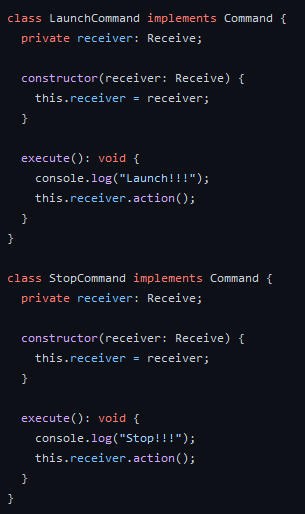 class LaunchCommand implements Command {
  private receiver: Receive;

  constructor(receiver: Receive) {
    this.receiver = receiver;
  }

  execute(): void {
    console.log("Launch!!!");
    this.receiver.action();
  }
}

class StopCommand implements Command {
  private receiver: Receive;

  constructor(receiver: Receive) {
    this.receiver = receiver;
  }

  execute(): void {
    console.log("Stop!!!");
    this.receiver.action();
  }
}